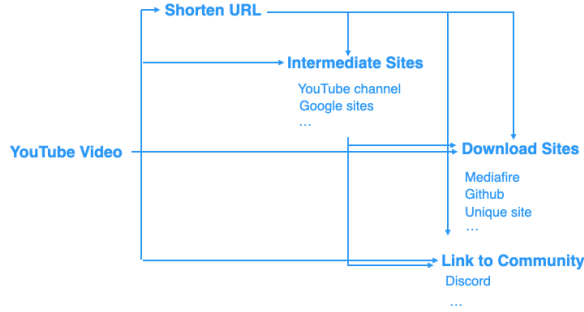 Shorten URL
Intermediate Sites
YouTube channel
Google sites
...
YouTube Video
Download Sites
Mediafire
Github
Unique site
...
Link to Community
Discord
...